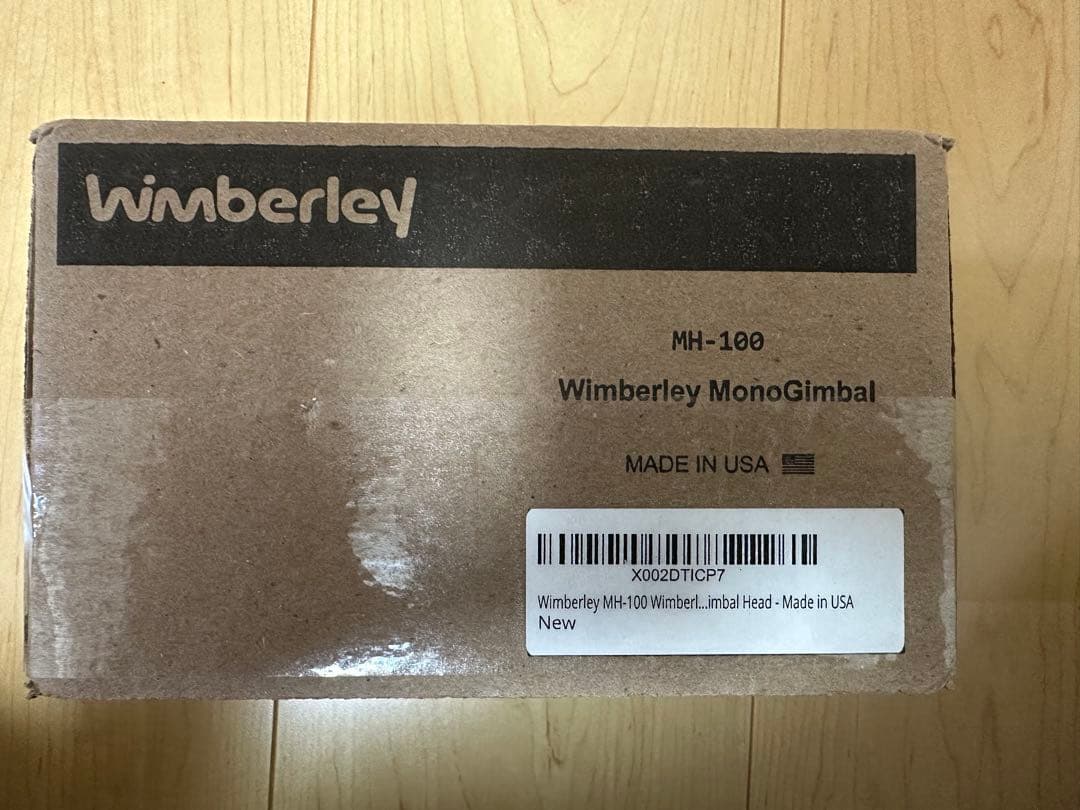 Wimberley
MH-100
Wimberley MonoGimbal
MADE IN USA
X002DTICP7
Wimberley MH-100 Wimberl...imbal Head - Made in USA
New